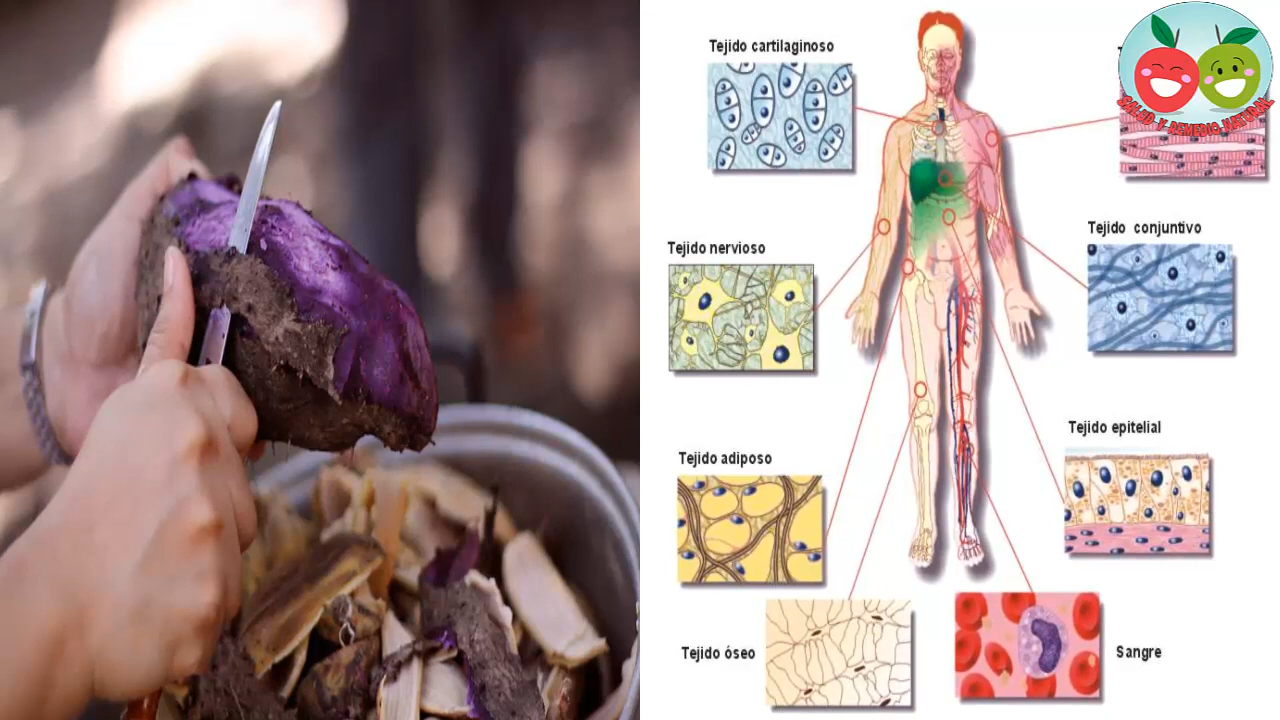 Tejido cartilaginoso
SALUD Y REMEDIO NATURAL
Tejido conjuntivo
Tejido nervioso
Tejido epitelial
Tejido adiposo
Tejido óseo
Sangre